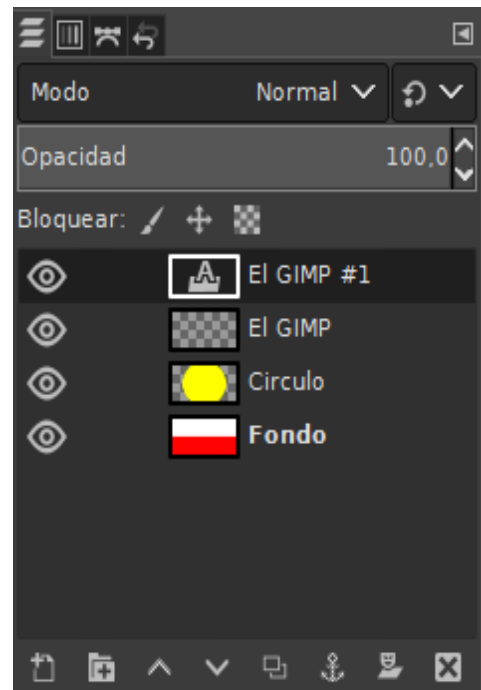 Modo Normal
Opacidad 100,0
Bloquear:
El GIMP #1
El GIMP
Circulo
Fondo